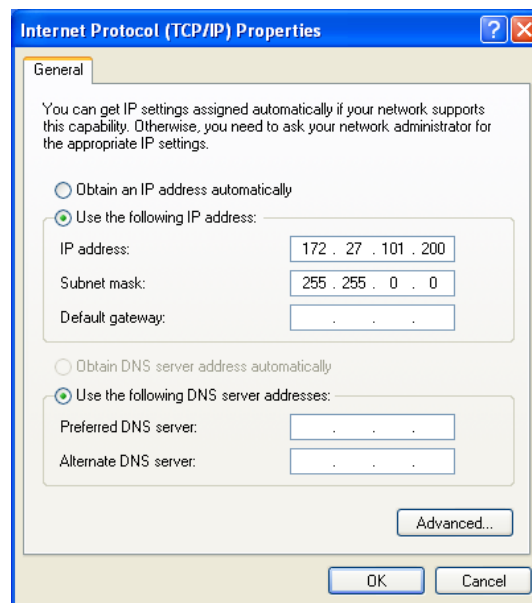 Internet Protocol (TCP/IP) Properties
General
You can get IP settings assigned automatically if your network supports
this capability. Otherwise, you need to ask your network administrator for
the appropriate IP settings.
Obtain an IP address automatically
Use the following IP address:
IP address: 172 . 27 . 101 . 200
Subnet mask: 255 . 255 . 0 . 0
Default gateway: . . .
Obtain DNS server address automatically
Use the following DNS server addresses:
Preferred DNS server: . . .
Alternate DNS server: . . .
Advanced...
OK Cancel